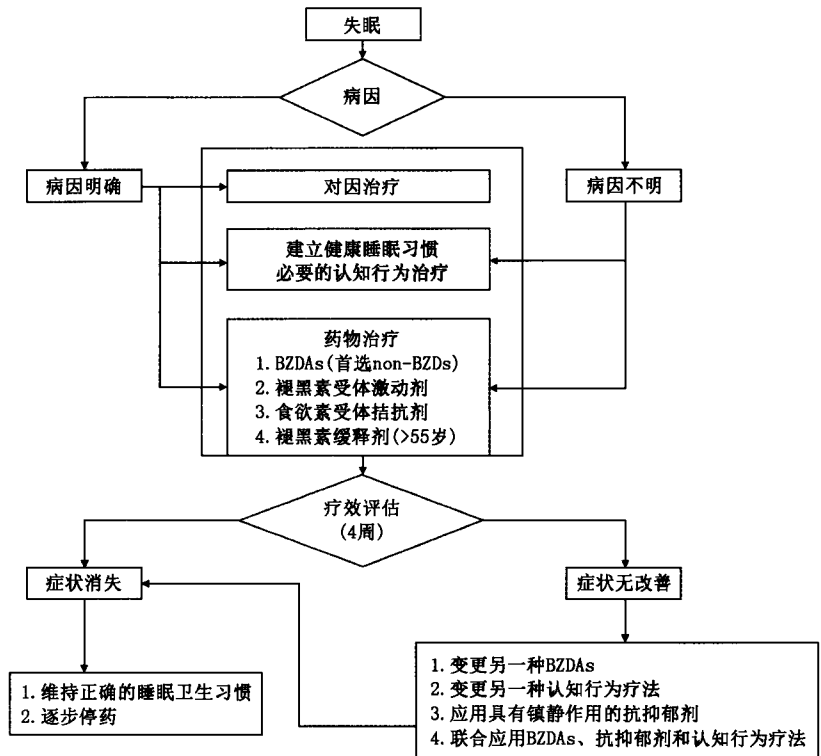 失眠
病因
病因明确
对因治疗
病因不明
建立健康睡眠习惯
必要的认知行为治疗
药物治疗
1.BZDAs(首选non-BZDs)
2.褪黑素受体激动剂
3.食欲素受体拮抗剂
4.褪黑素缓释剂(>55岁)
疗效评估
(4周)
症状消失
症状无改善
1.维持正确的睡眠卫生习惯
2.逐步停药
1.变更另一种BZDAs
2.变更另一种认知行为疗法
3.应用具有镇静作用的抗抑郁剂
4.联合应用BZDAs、抗抑郁剂和认知行为疗法